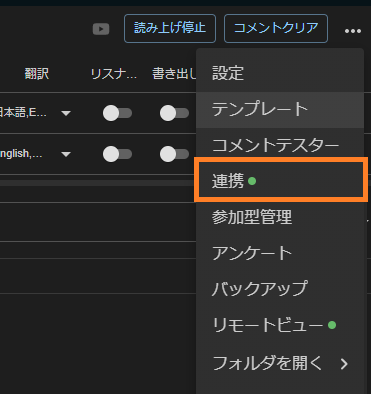 読み上げ停止 コメントクリア
翻訳 リスナ... 書き出し
日本語,E...
設定
テンプレート
nglish,...
コメントテスター
連携
参加型管理
アンケート
バックアップ
リモートビュー
フォルダを開く